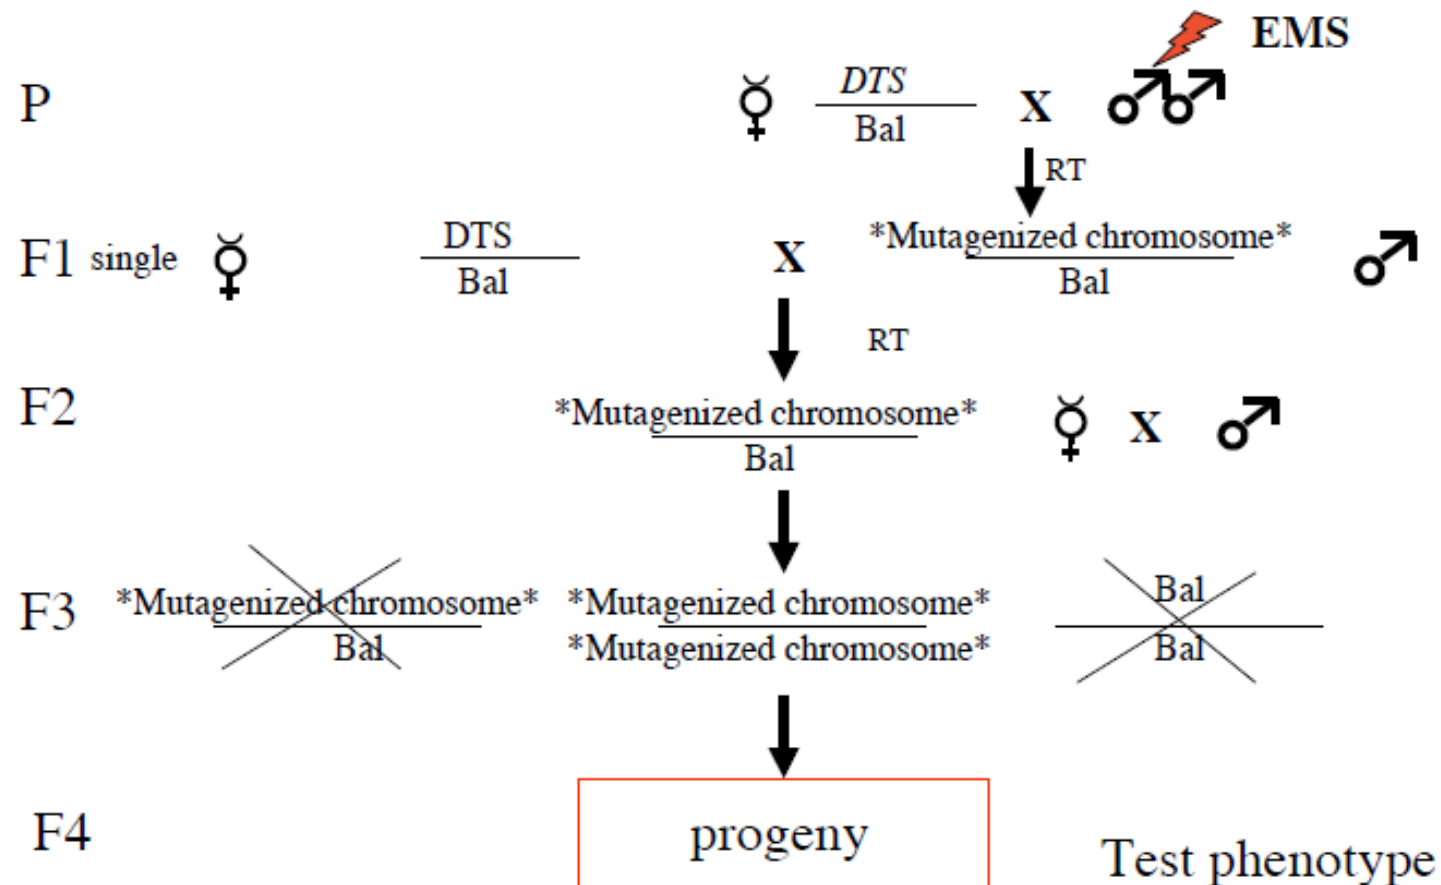 EMS
P
DTS
Bal
X
RT
F1 single
DTS
Bal
X
*Mutagenized chromosome*
Bal
RT
F2
*Mutagenized chromosome*
Bal
X
F3
*Mutagenized chromosome*
Bal
*Mutagenized chromosome*
*Mutagenized chromosome*
Bal
Bal
F4
progeny
Test phenotype